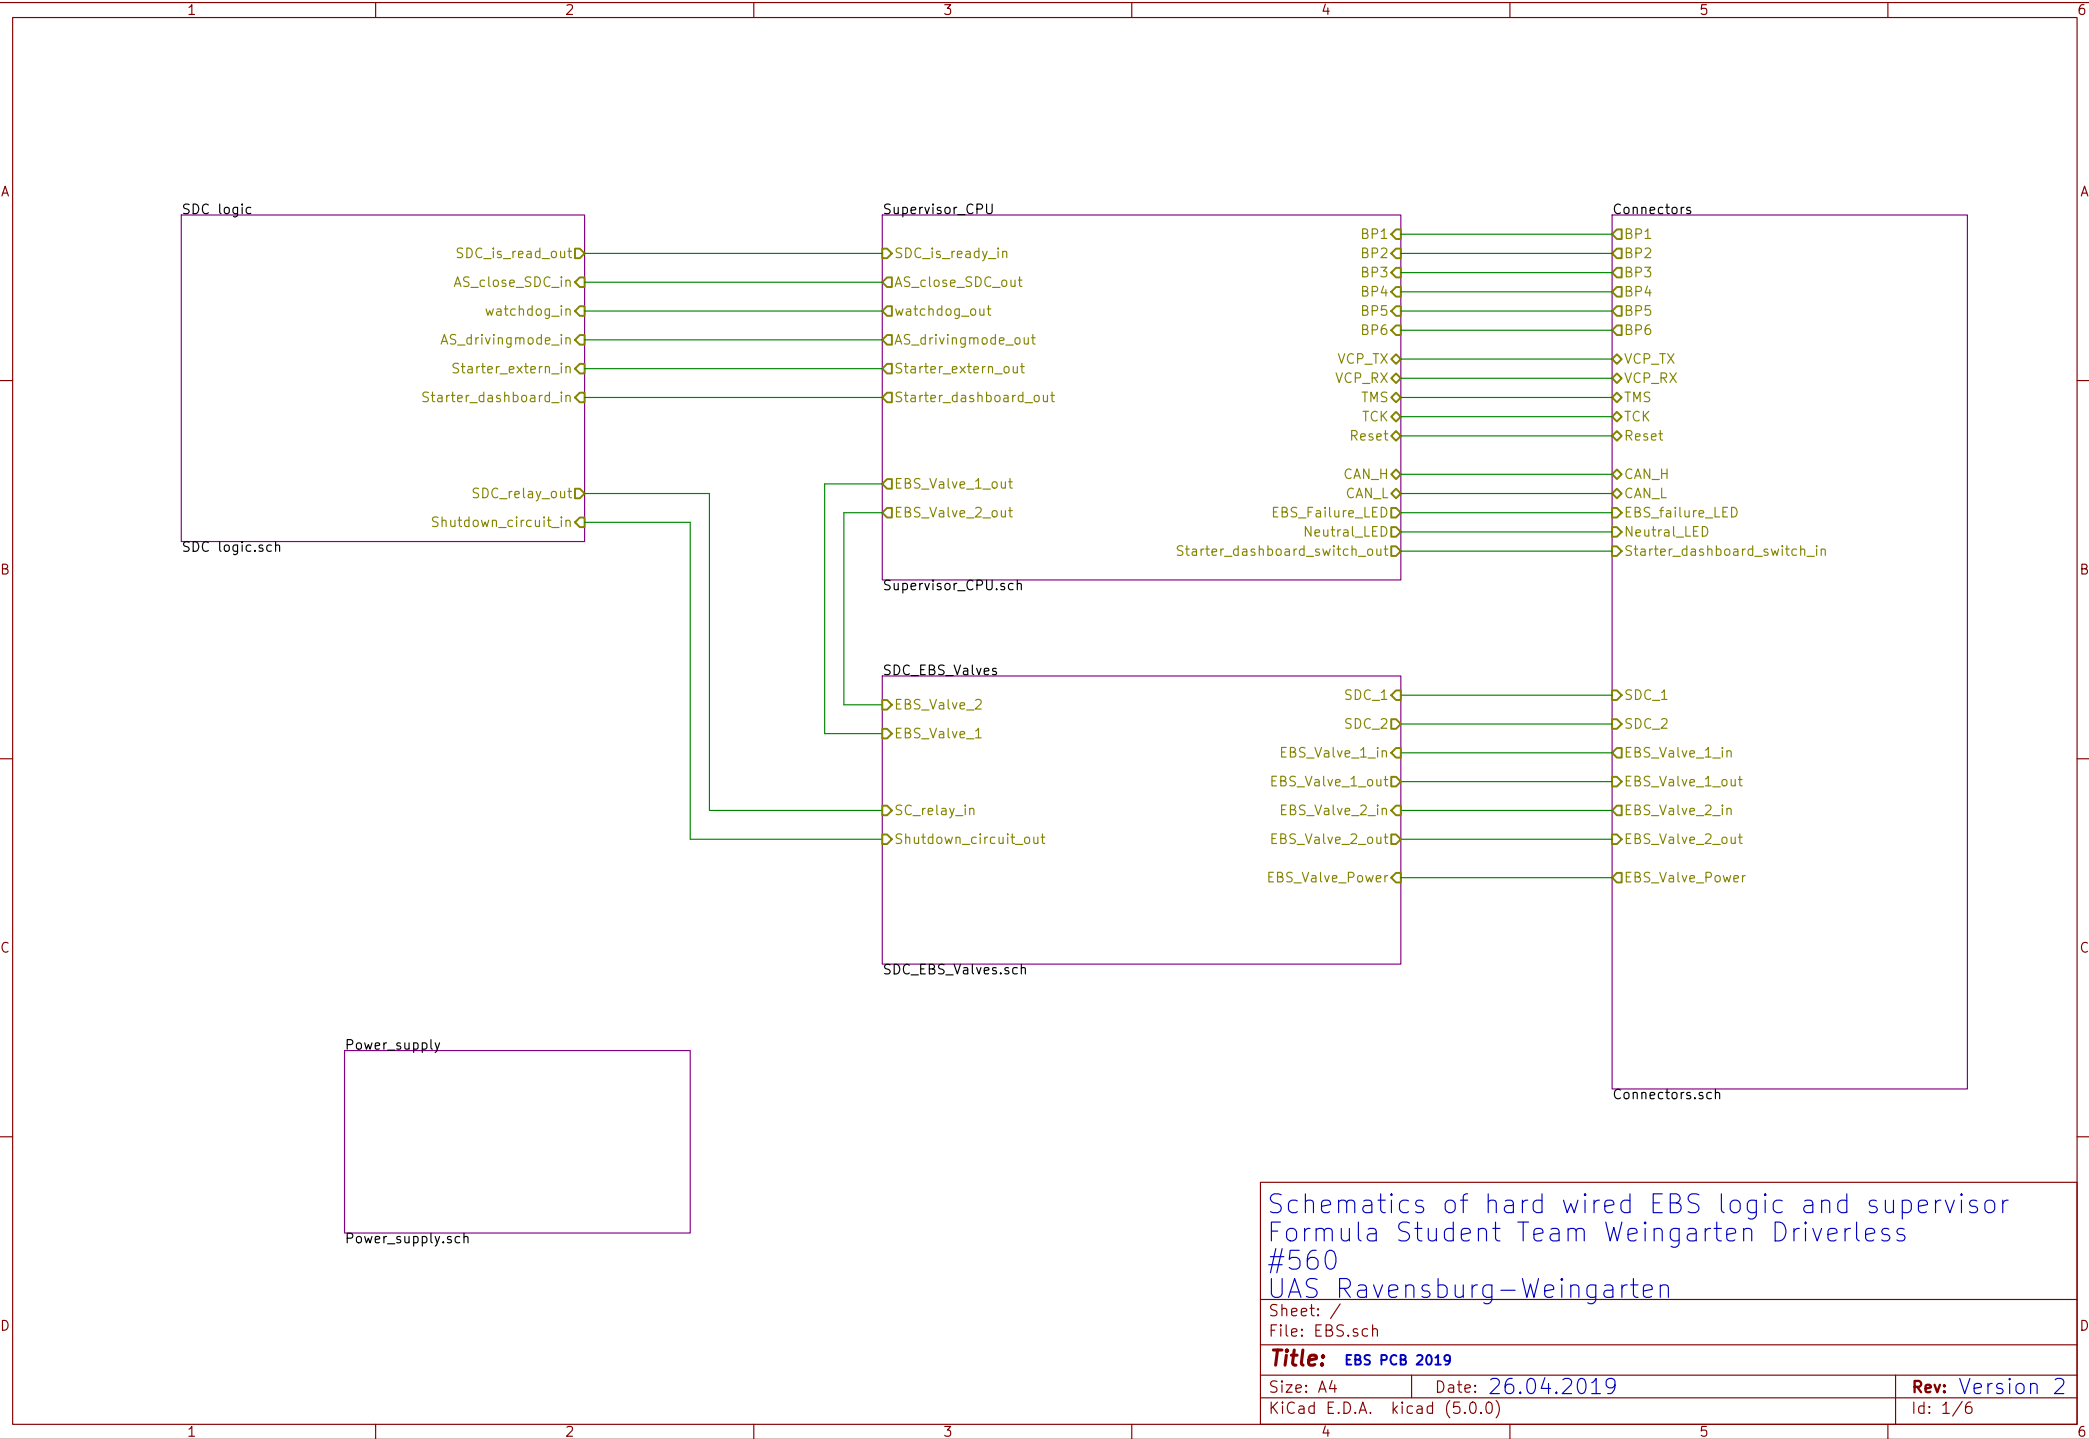 1 2 3 4 5 6
A A
B B
C C
D D
1 2 3 4 5 6
SDC logic
SDC_is_read_out
AS_close_SDC_in
watchdog_in
AS_drivingmode_in
Starter_extern_in
Starter_dashboard_in
SDC_relay_out
Shutdown_circuit_in
SDC logic.sch
Supervisor_CPU
SDC_is_ready_in
AS_close_SDC_out
watchdog_out
AS_drivingmode_out
Starter_extern_out
Starter_dashboard_out
EBS_Valve_1_out
EBS_Valve_2_out
BP1
BP2
BP3
BP4
BP5
BP6
VCP_TX
VCP_RX
TMS
TCK
Reset
CAN_H
CAN_L
EBS_Failure_LED
Neutral_LED
Starter_dashboard_switch_out
Supervisor_CPU.sch
Connectors
BP1
BP2
BP3
BP4
BP5
BP6
VCP_TX
VCP_RX
TMS
TCK
Reset
CAN_H
CAN_L
EBS_failure_LED
Neutral_LED
Starter_dashboard_switch_in
SDC_1
SDC_2
EBS_Valve_1_in
EBS_Valve_1_out
EBS_Valve_2_in
EBS_Valve_2_out
EBS_Valve_Power
Connectors.sch
SDC_EBS_Valves
EBS_Valve_2
EBS_Valve_1
SC_relay_in
Shutdown_circuit_out
SDC_1
SDC_2
EBS_Valve_1_in
EBS_Valve_1_out
EBS_Valve_2_in
EBS_Valve_2_out
EBS_Valve_Power
SDC_EBS_Valves.sch
Power_supply
Power_supply.sch
Schematics of hard wired EBS logic and supervisor
Formula Student Team Weingarten Driverless
#560
UAS Ravensburg-Weingarten
Sheet: /
File: EBS.sch
Title: EBS PCB 2019
Size: A4 Date: 26.04.2019 Rev: Version 2
KiCad E.D.A. kicad (5.0.0) Id: 1/6